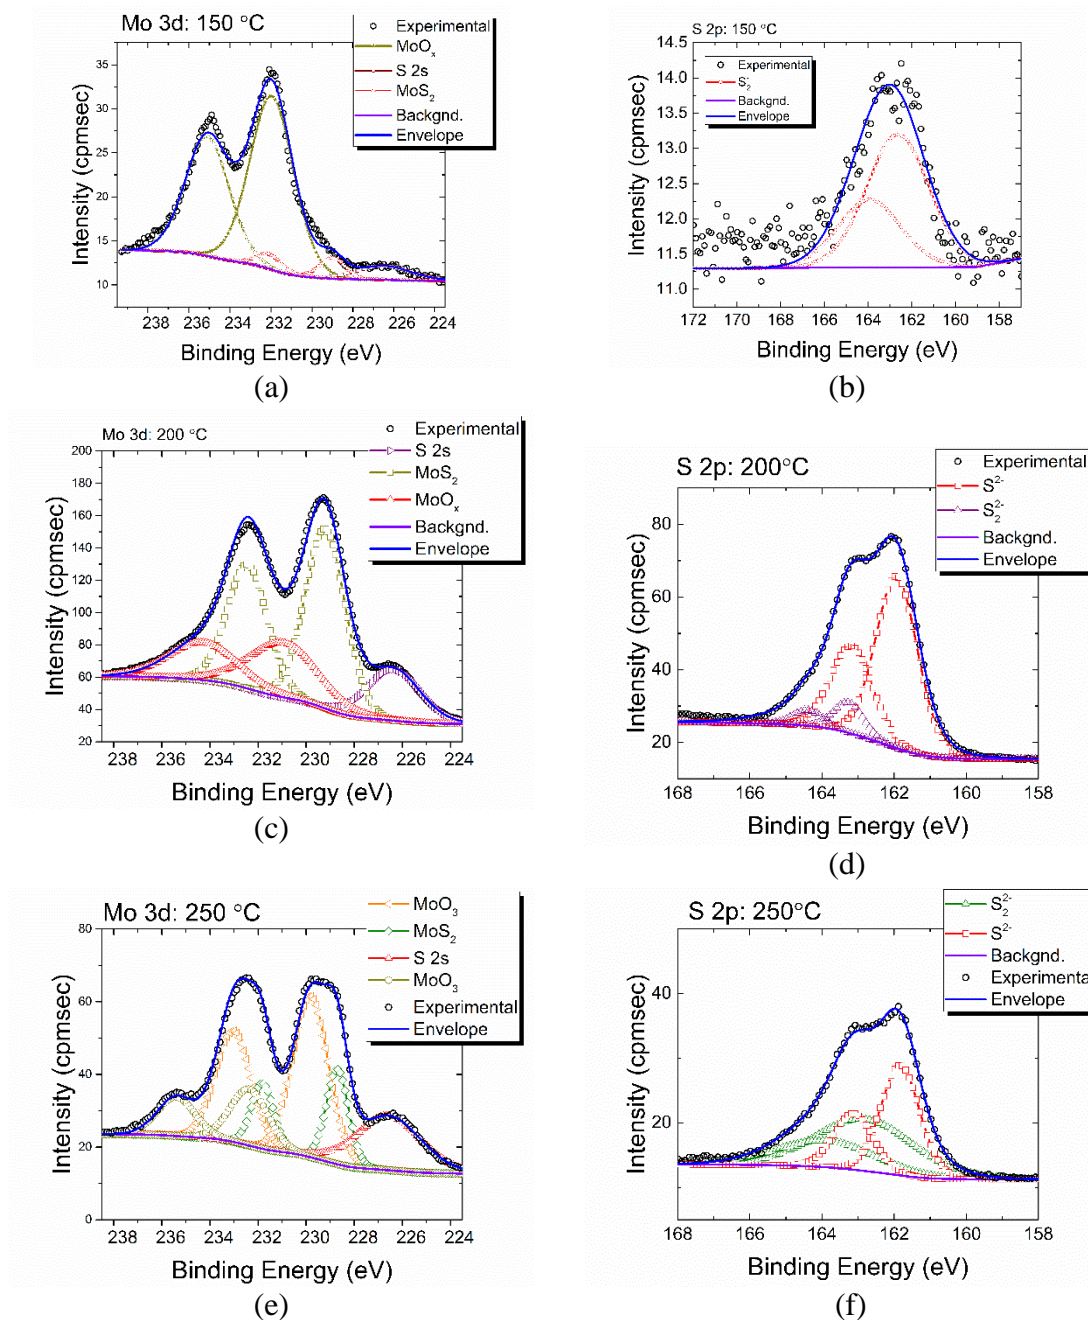 Mo 3d: 150 °C
Experimental
MoOx
S 2s
MoS2
Backgnd.
Envelope
35
30
25
20
15
10
238 236 234 232 230 228 226 224
Intensity (cpmsec)
Binding Energy (eV)
(a)
S 2p: 150 °C
Experimental
S2-
Backgnd.
Envelope
14.5
14.0
13.5
13.0
12.5
12.0
11.5
11.0
172 170 168 166 164 162 160 158
Intensity (cpmsec)
Binding Energy (eV)
(b)
Mo 3d: 200 °C
Experimental
S 2s
MoS2
MoOx
Backgnd.
Envelope
200
180
160
140
120
100
80
60
40
20
238 236 234 232 230 228 226 224
Intensity (cpmsec)
Binding Energy (eV)
(c)
S 2p: 200°C
Experimental
S2-
S22-
Backgnd.
Envelope
80
60
40
20
168 166 164 162 160 158
Intensity (cpmsec)
Binding Energy (eV)
(d)
Mo 3d: 250 °C
MoO3
MoS2
S 2s
MoO3
Experimental
Envelope
80
60
40
20
0
238 236 234 232 230 228 226 224
Intensity (cpmsec)
Binding Energy (eV)
(e)
S 2p: 250°C
S22-
S2-
Backgnd.
Experimental
Envelope
40
30
20
10
168 166 164 162 160 158
Intensity (cpmsec)
Binding Energy (eV)
(f)